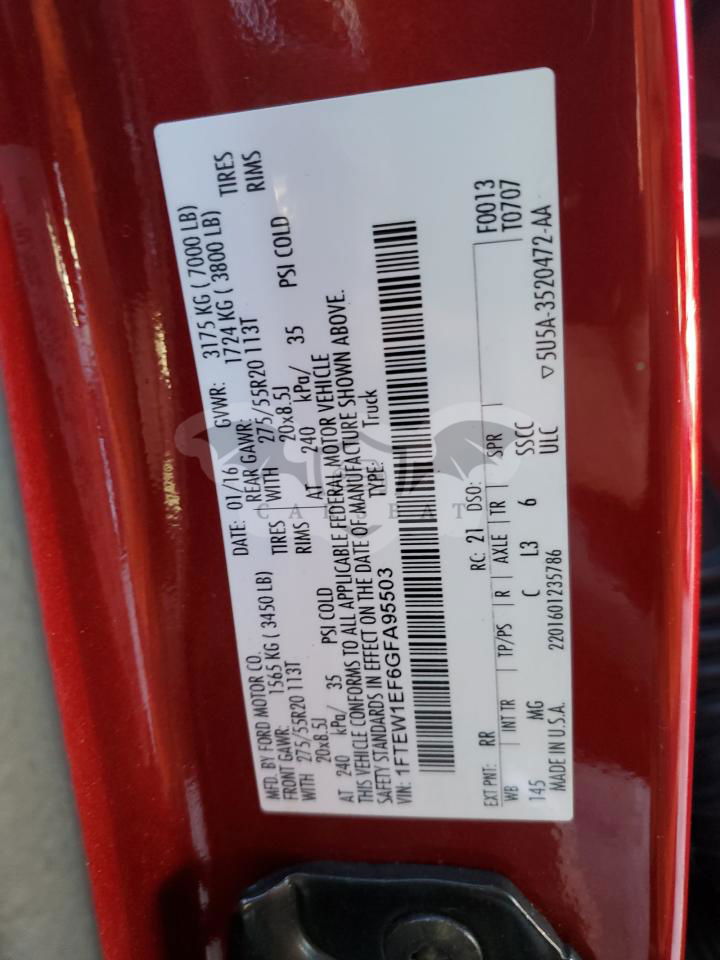 MFD. BY FORD MOTOR CO.
DATE: 01/16 GVWR: 3175 KG ( 7000 LB)
FRONT GAWR: 1565 KG ( 3450 LB)
REAR GAWR: 1724 KG ( 3800 LB)
WITH 275/55R20 113T TIRES
WITH 275/55R20 113T TIRES
20x8.5J RIMS
20x8.5J RIMS
AT 240 kPa/ 35 PSI COLD
AT 240 kPa/ 35 PSI COLD
THIS VEHICLE CONFORMS TO ALL APPLICABLE FEDERAL MOTOR VEHICLE
SAFETY STANDARDS IN EFFECT ON THE DATE OF MANUFACTURE SHOWN ABOVE.
VIN: 1FTEW1EF6GFA95503 TYPE: Truck
F0013
T0707
EXT PNT: RR RC: 21 DSO:
WB INT TR TP/PS R AXLE TR SPR
145 MG C L3 6 SSCC
MADE IN U.S.A. 2201601235786 ULC
▽5U5A-3520472-AA